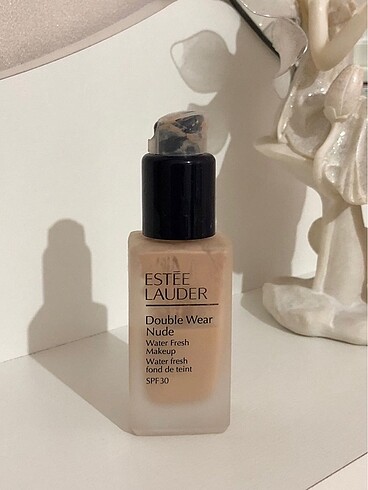 ESTĒE
LAUDER
Double Wear
Nude
Water Fresh
Makeup
Water fresh
fond de teint
SPF30